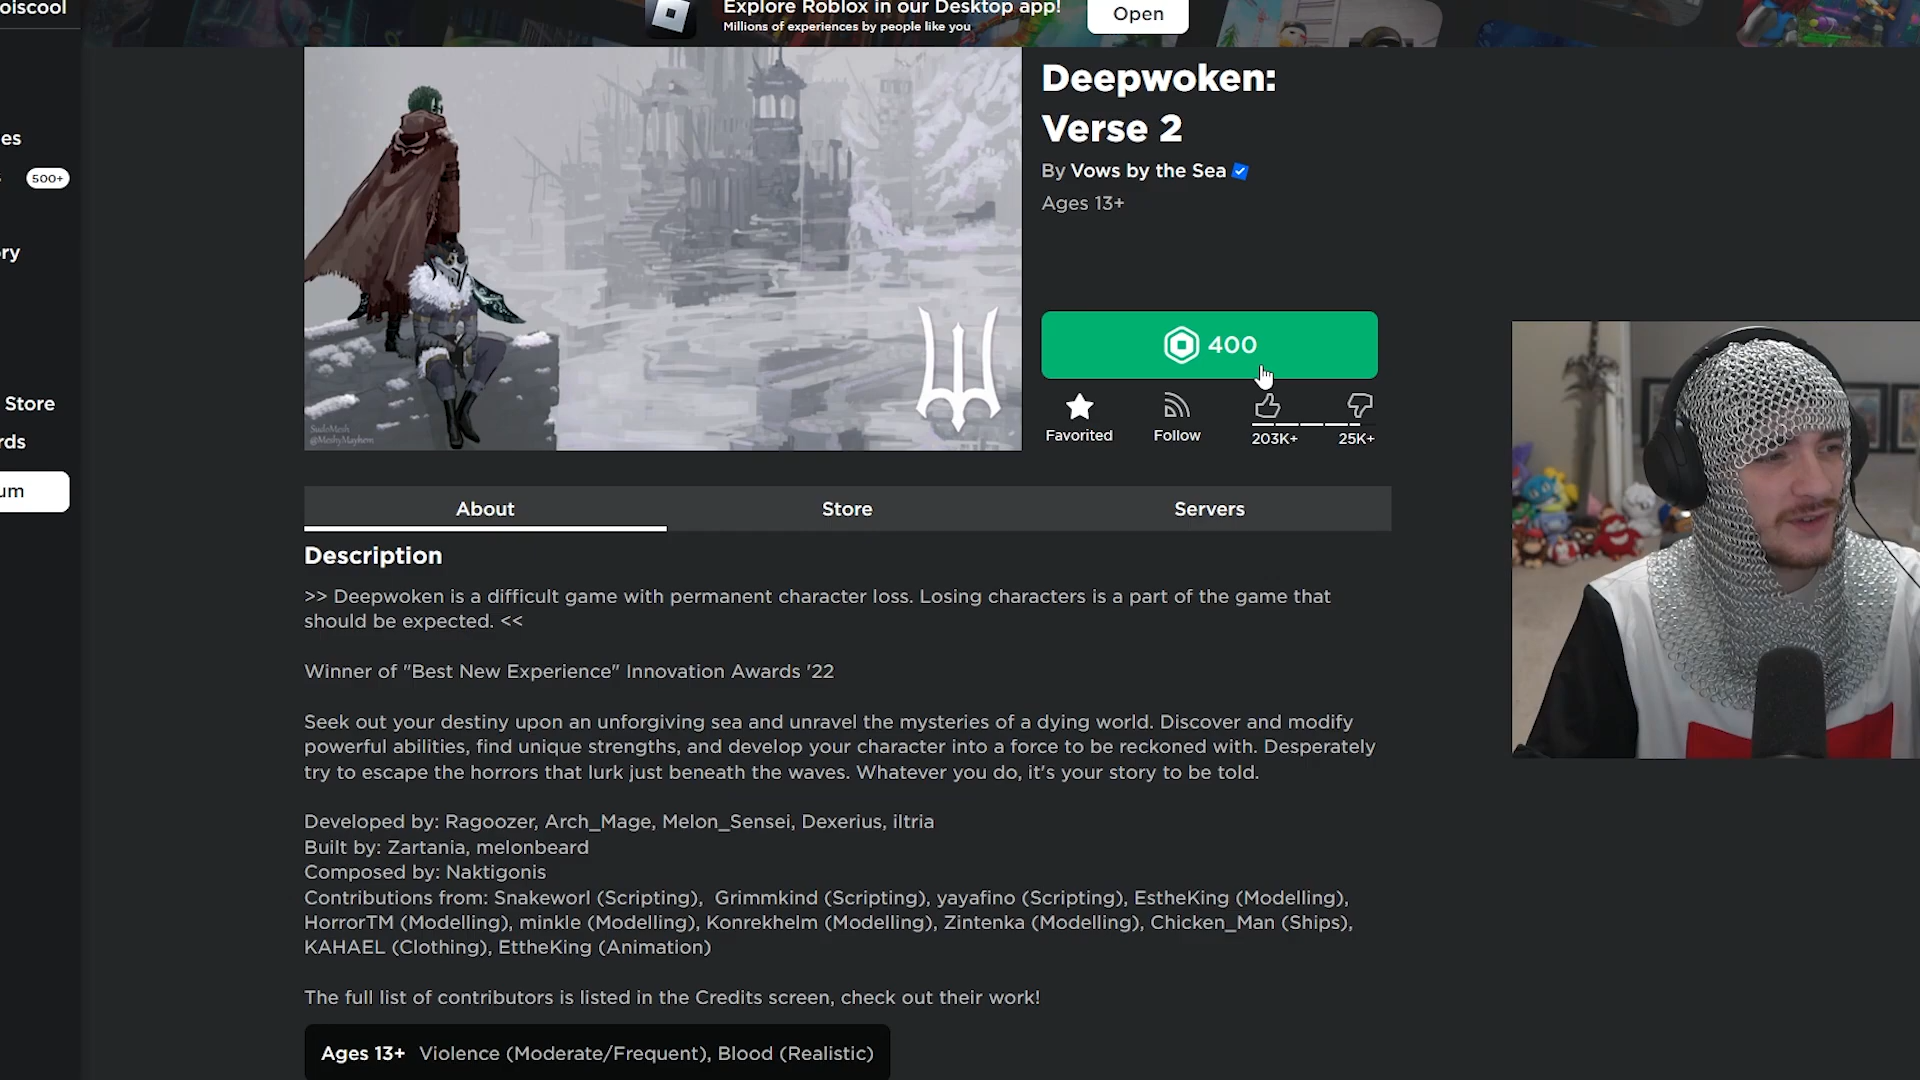 oiscool
Explore Roblox in our Desktop app!
Millions of experiences by people like you
Open
es
500+
ry
Store
rds
um
SudoMesh
@MeshyMayhem
Deepwoken:
Verse 2
By Vows by the Sea
Ages 13+
400
Favorited
Follow
203K+
25K+
About
Store
Servers
Description
>> Deepwoken is a difficult game with permanent character loss. Losing characters is a part of the game that
should be expected. <<
Winner of "Best New Experience" Innovation Awards '22
Seek out your destiny upon an unforgiving sea and unravel the mysteries of a dying world. Discover and modify
powerful abilities, find unique strengths, and develop your character into a force to be reckoned with. Desperately
try to escape the horrors that lurk just beneath the waves. Whatever you do, it's your story to be told.
Developed by: Ragoozer, Arch_Mage, Melon_Sensei, Dexerius, iltria
Built by: Zartania, melonbeard
Composed by: Naktigonis
Contributions from: Snakeworl (Scripting),  Grimmkind (Scripting), yayafino (Scripting), EstheKing (Modelling),
HorrorTM (Modelling), minkle (Modelling), Konrekhelm (Modelling), Zintenka (Modelling), Chicken_Man (Ships),
KAHAEL (Clothing), EttheKing (Animation)
The full list of contributors is listed in the Credits screen, check out their work!
Ages 13+ Violence (Moderate/Frequent), Blood (Realistic)